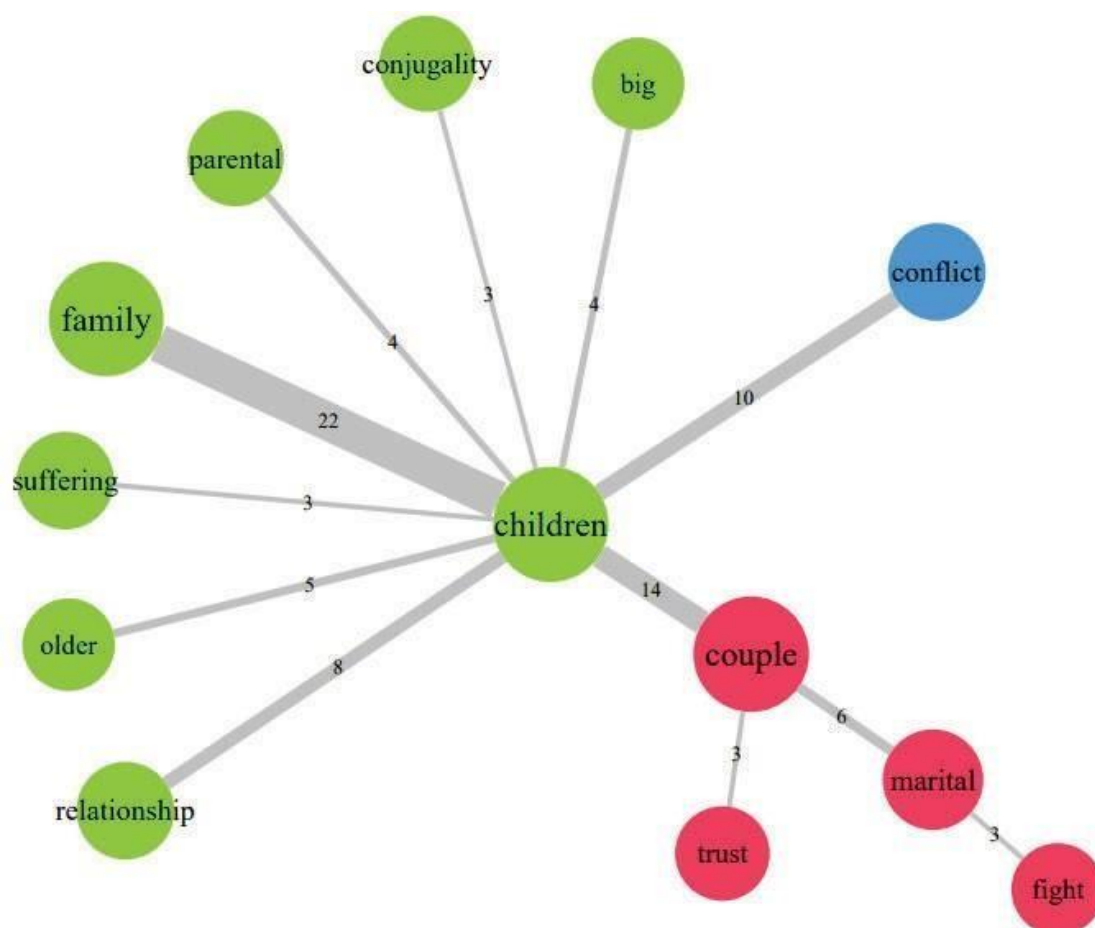 conjugality
big
parental
conflict
family
3
4
4
10
22
suffering
3
children
5
14
older
8
couple
6
3
marital
relationship
trust
3
fight